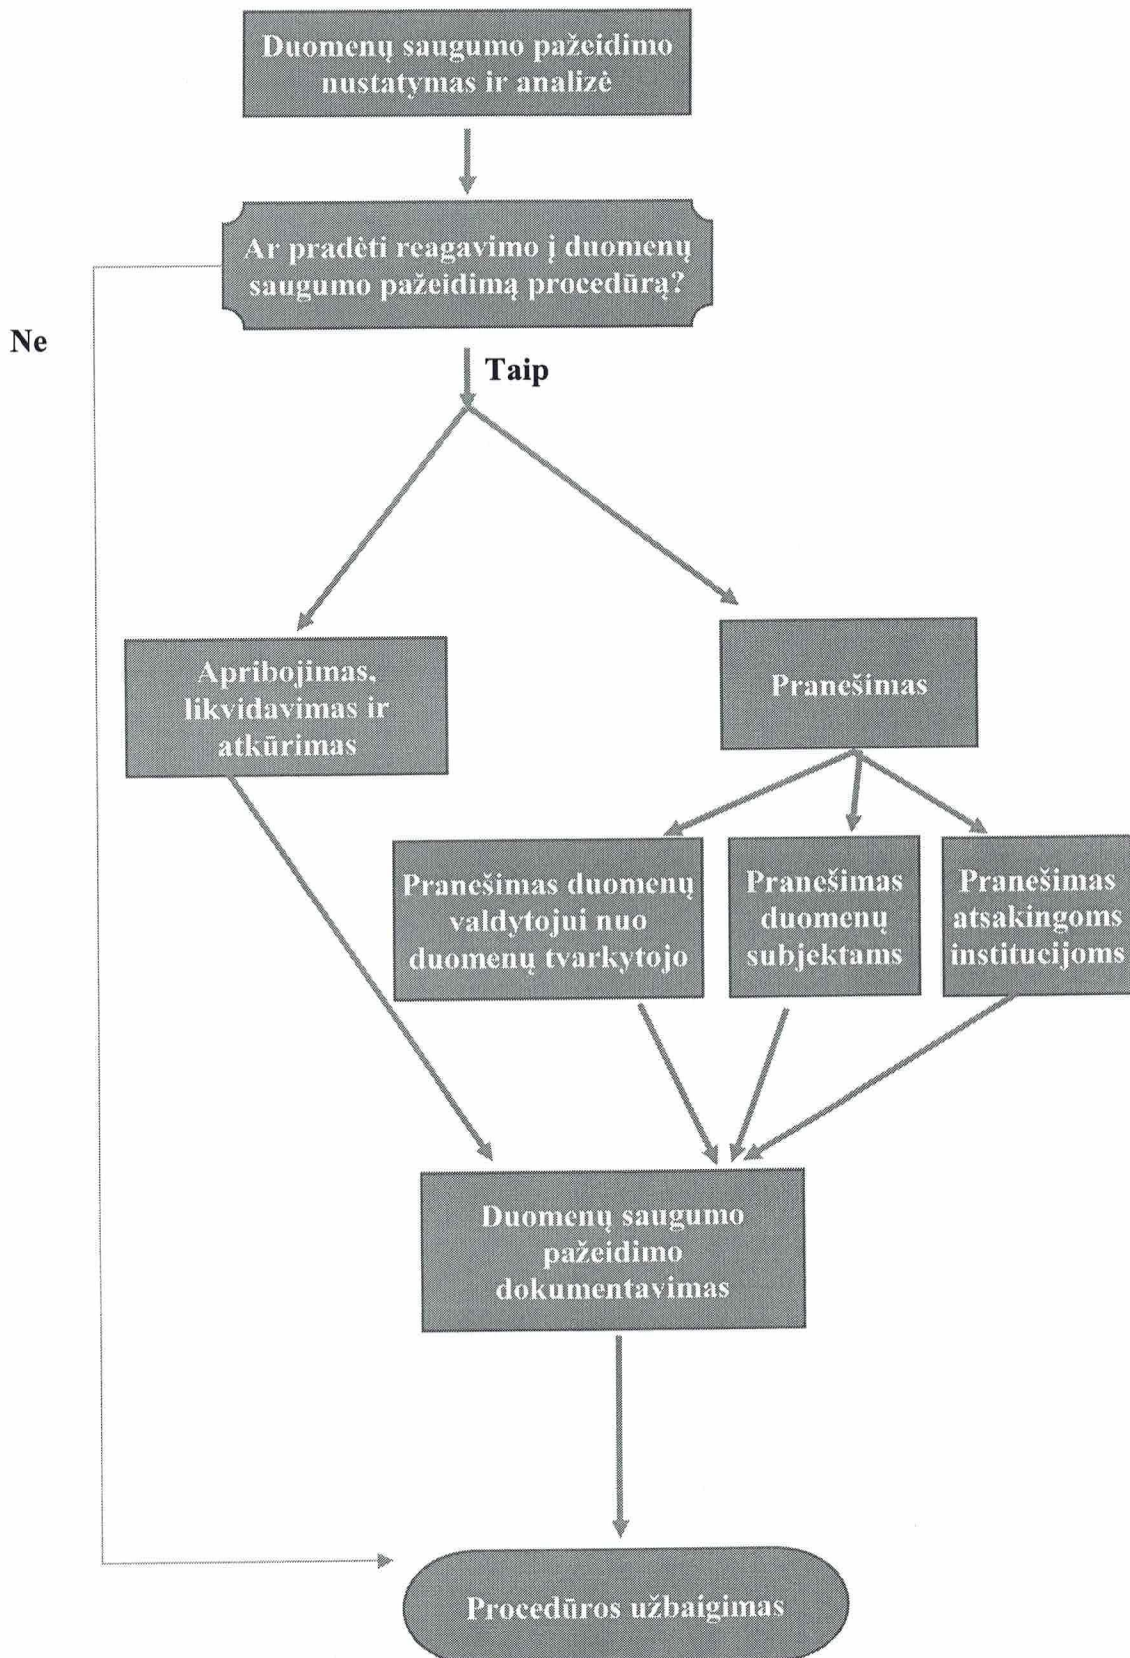 Duomenų saugumo pažeidimo
nustatymas ir analizė
Ar pradėti reagavimo į duomenų
saugumo pažeidimą procedūrą?
Ne
Taip
Apribojimas,
likvidavimas ir
atkūrimas
Pranešimas
Pranešimas duomenų
valdytojui nuo
duomenų tvarkytojo
Pranešimas
duomenų
subjektams
Pranešimas
atsakingoms
institucijoms
Duomenų saugumo
pažeidimo
dokumentavimas
Procedūros užbaigimas